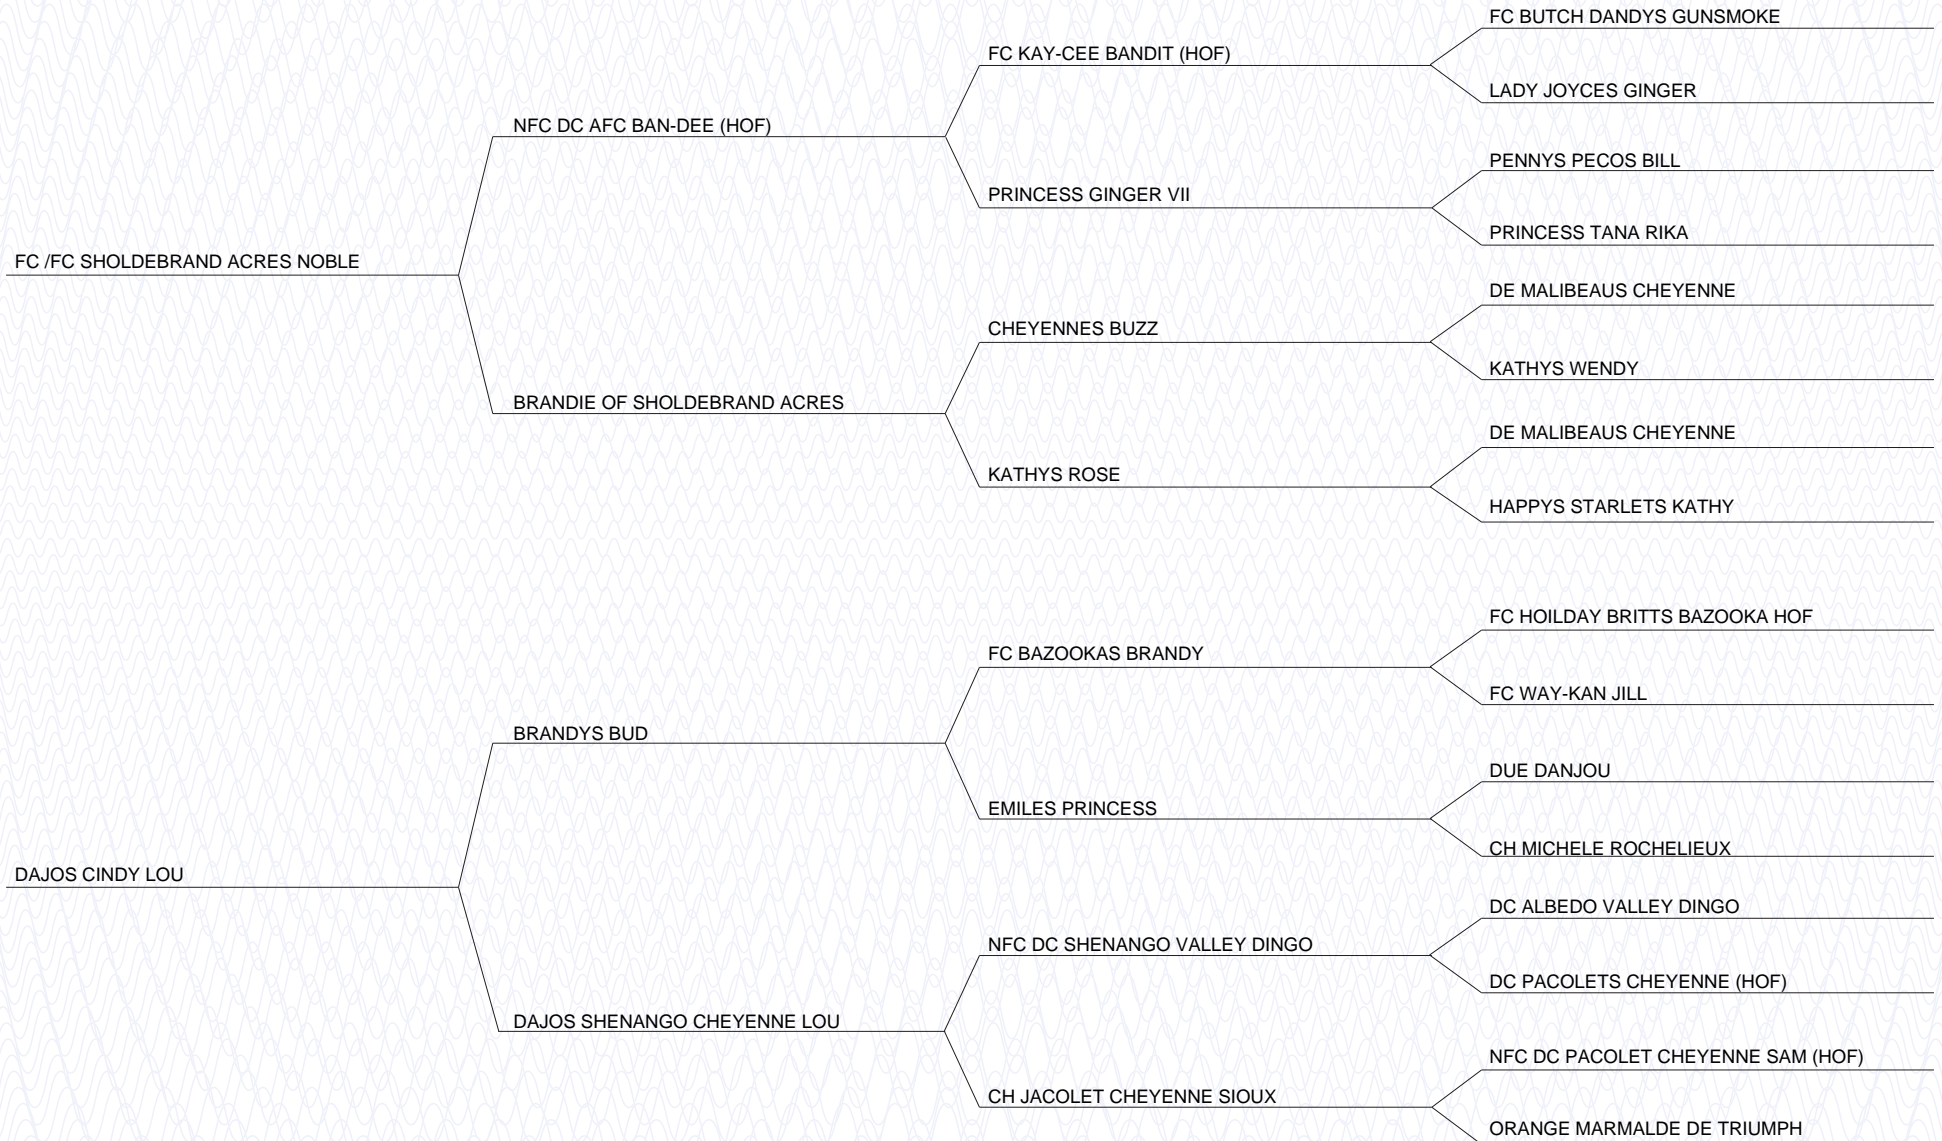 FC BUTCH DANDYS GUNSMOKE
FC KAY-CEE BANDIT (HOF)
LADY JOYCES GINGER
NFC DC AFC BAN-DEE (HOF)
PENNYS PECOS BILL
PRINCESS GINGER VII
PRINCESS TANA RIKA
FC /FC SHOLDEBRAND ACRES NOBLE
DE MALIBEAUS CHEYENNE
CHEYENNES BUZZ
KATHYS WENDY
BRANDIE OF SHOLDEBRAND ACRES
DE MALIBEAUS CHEYENNE
KATHYS ROSE
HAPPYS STARLETS KATHY
FC HOILDAY BRITTS BAZOOKA HOF
FC BAZOOKAS BRANDY
FC WAY-KAN JILL
BRANDYS BUD
DUE DANJOU
EMILES PRINCESS
CH MICHELE ROCHELIEUX
DAJOS CINDY LOU
DC ALBEDO VALLEY DINGO
NFC DC SHENANGO VALLEY DINGO
DC PACOLETS CHEYENNE (HOF)
DAJOS SHENANGO CHEYENNE LOU
NFC DC PACOLET CHEYENNE SAM (HOF)
CH JACOLET CHEYENNE SIOUX
ORANGE MARMALDE DE TRIUMPH